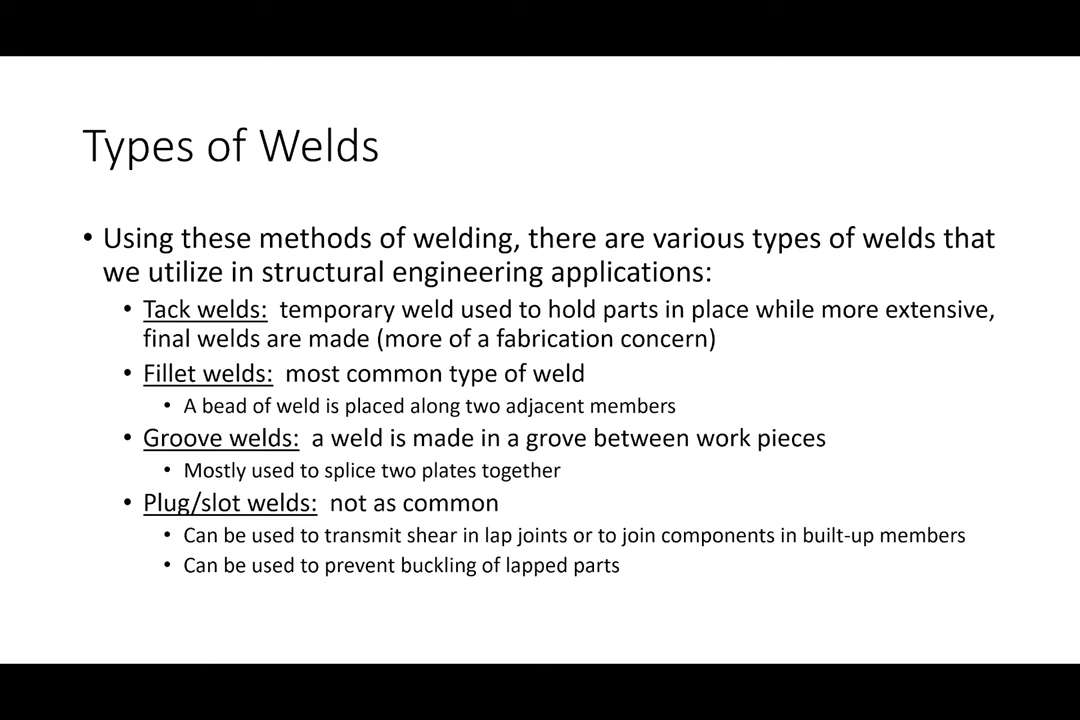 Types of Welds
• Using these methods of welding, there are various types of welds that
we utilize in structural engineering applications:
• Tack welds: temporary weld used to hold parts in place while more extensive,
final welds are made (more of a fabrication concern)
• Fillet welds: most common type of weld
• A bead of weld is placed along two adjacent members
• Groove welds: a weld is made in a grove between work pieces
• Mostly used to splice two plates together
• Plug/slot welds: not as common
• Can be used to transmit shear in lap joints or to join components in built-up members
• Can be used to prevent buckling of lapped parts